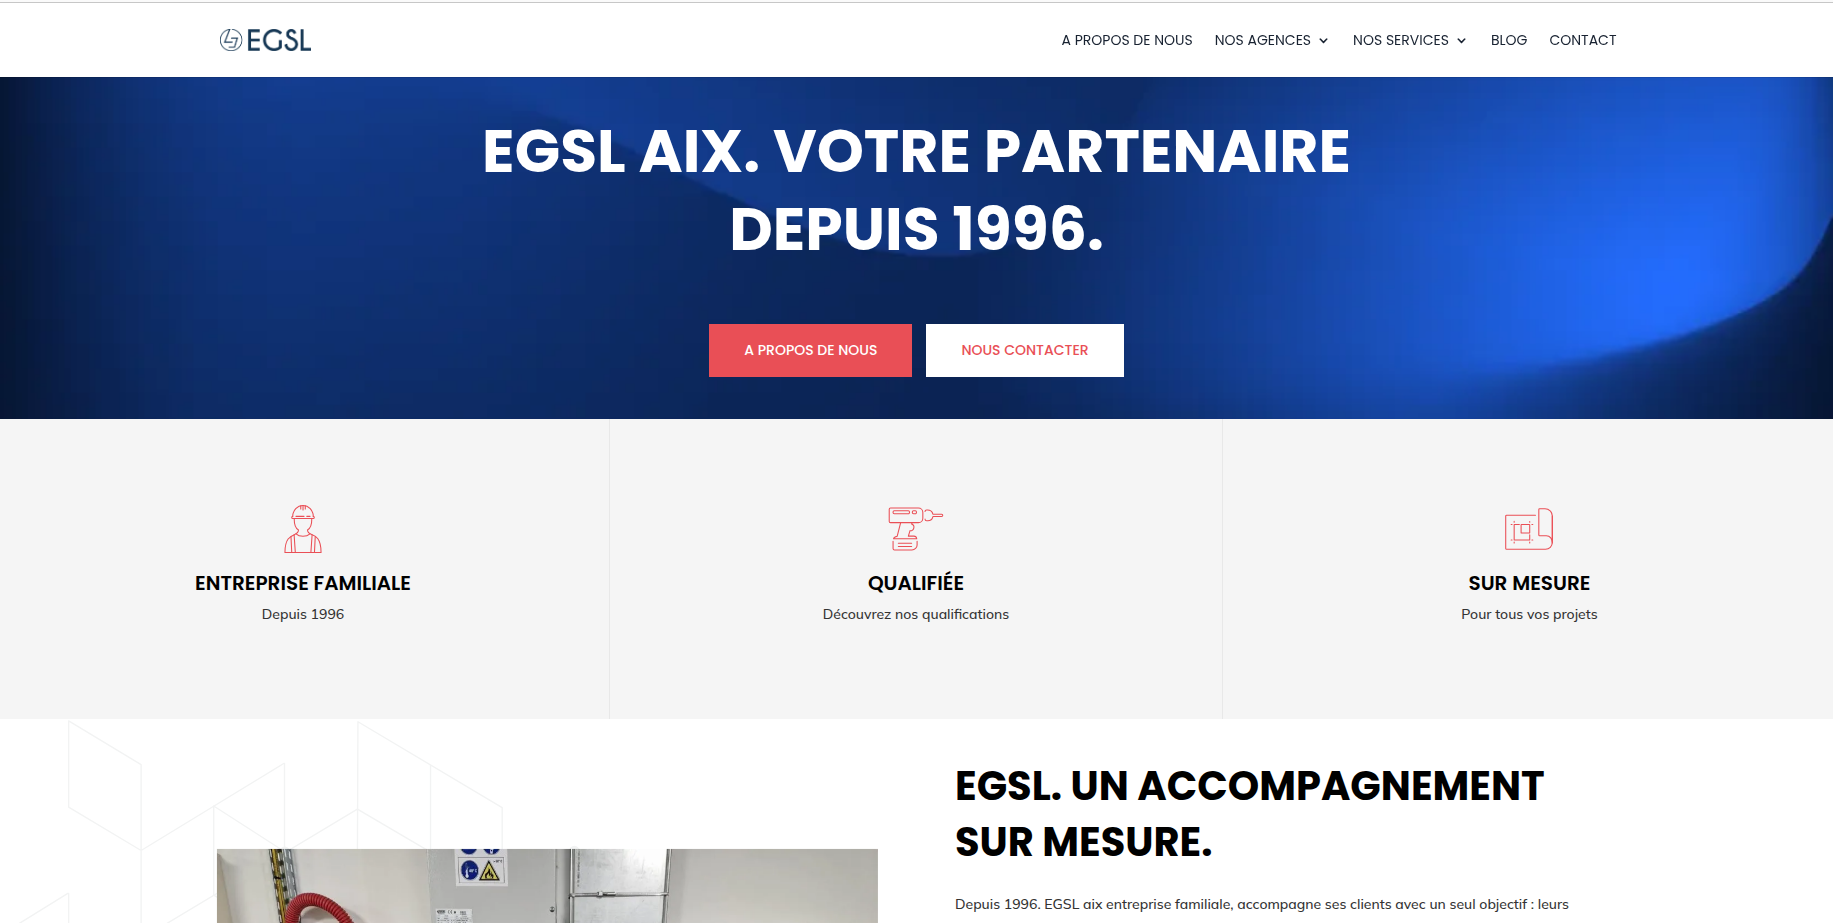 EGSL
A PROPOS DE NOUS
NOS AGENCES
NOS SERVICES
BLOG
CONTACT
EGSL AIX. VOTRE PARTENAIRE
DEPUIS 1996.
A PROPOS DE NOUS
NOUS CONTACTER
ENTREPRISE FAMILIALE
Depuis 1996
QUALIFIÉE
Découvrez nos qualifications
SUR MESURE
Pour tous vos projets
EGSL. UN ACCOMPAGNEMENT
SUR MESURE.
Depuis 1996. EGSL aix entreprise familiale, accompagne ses clients avec un seul objectif : leurs